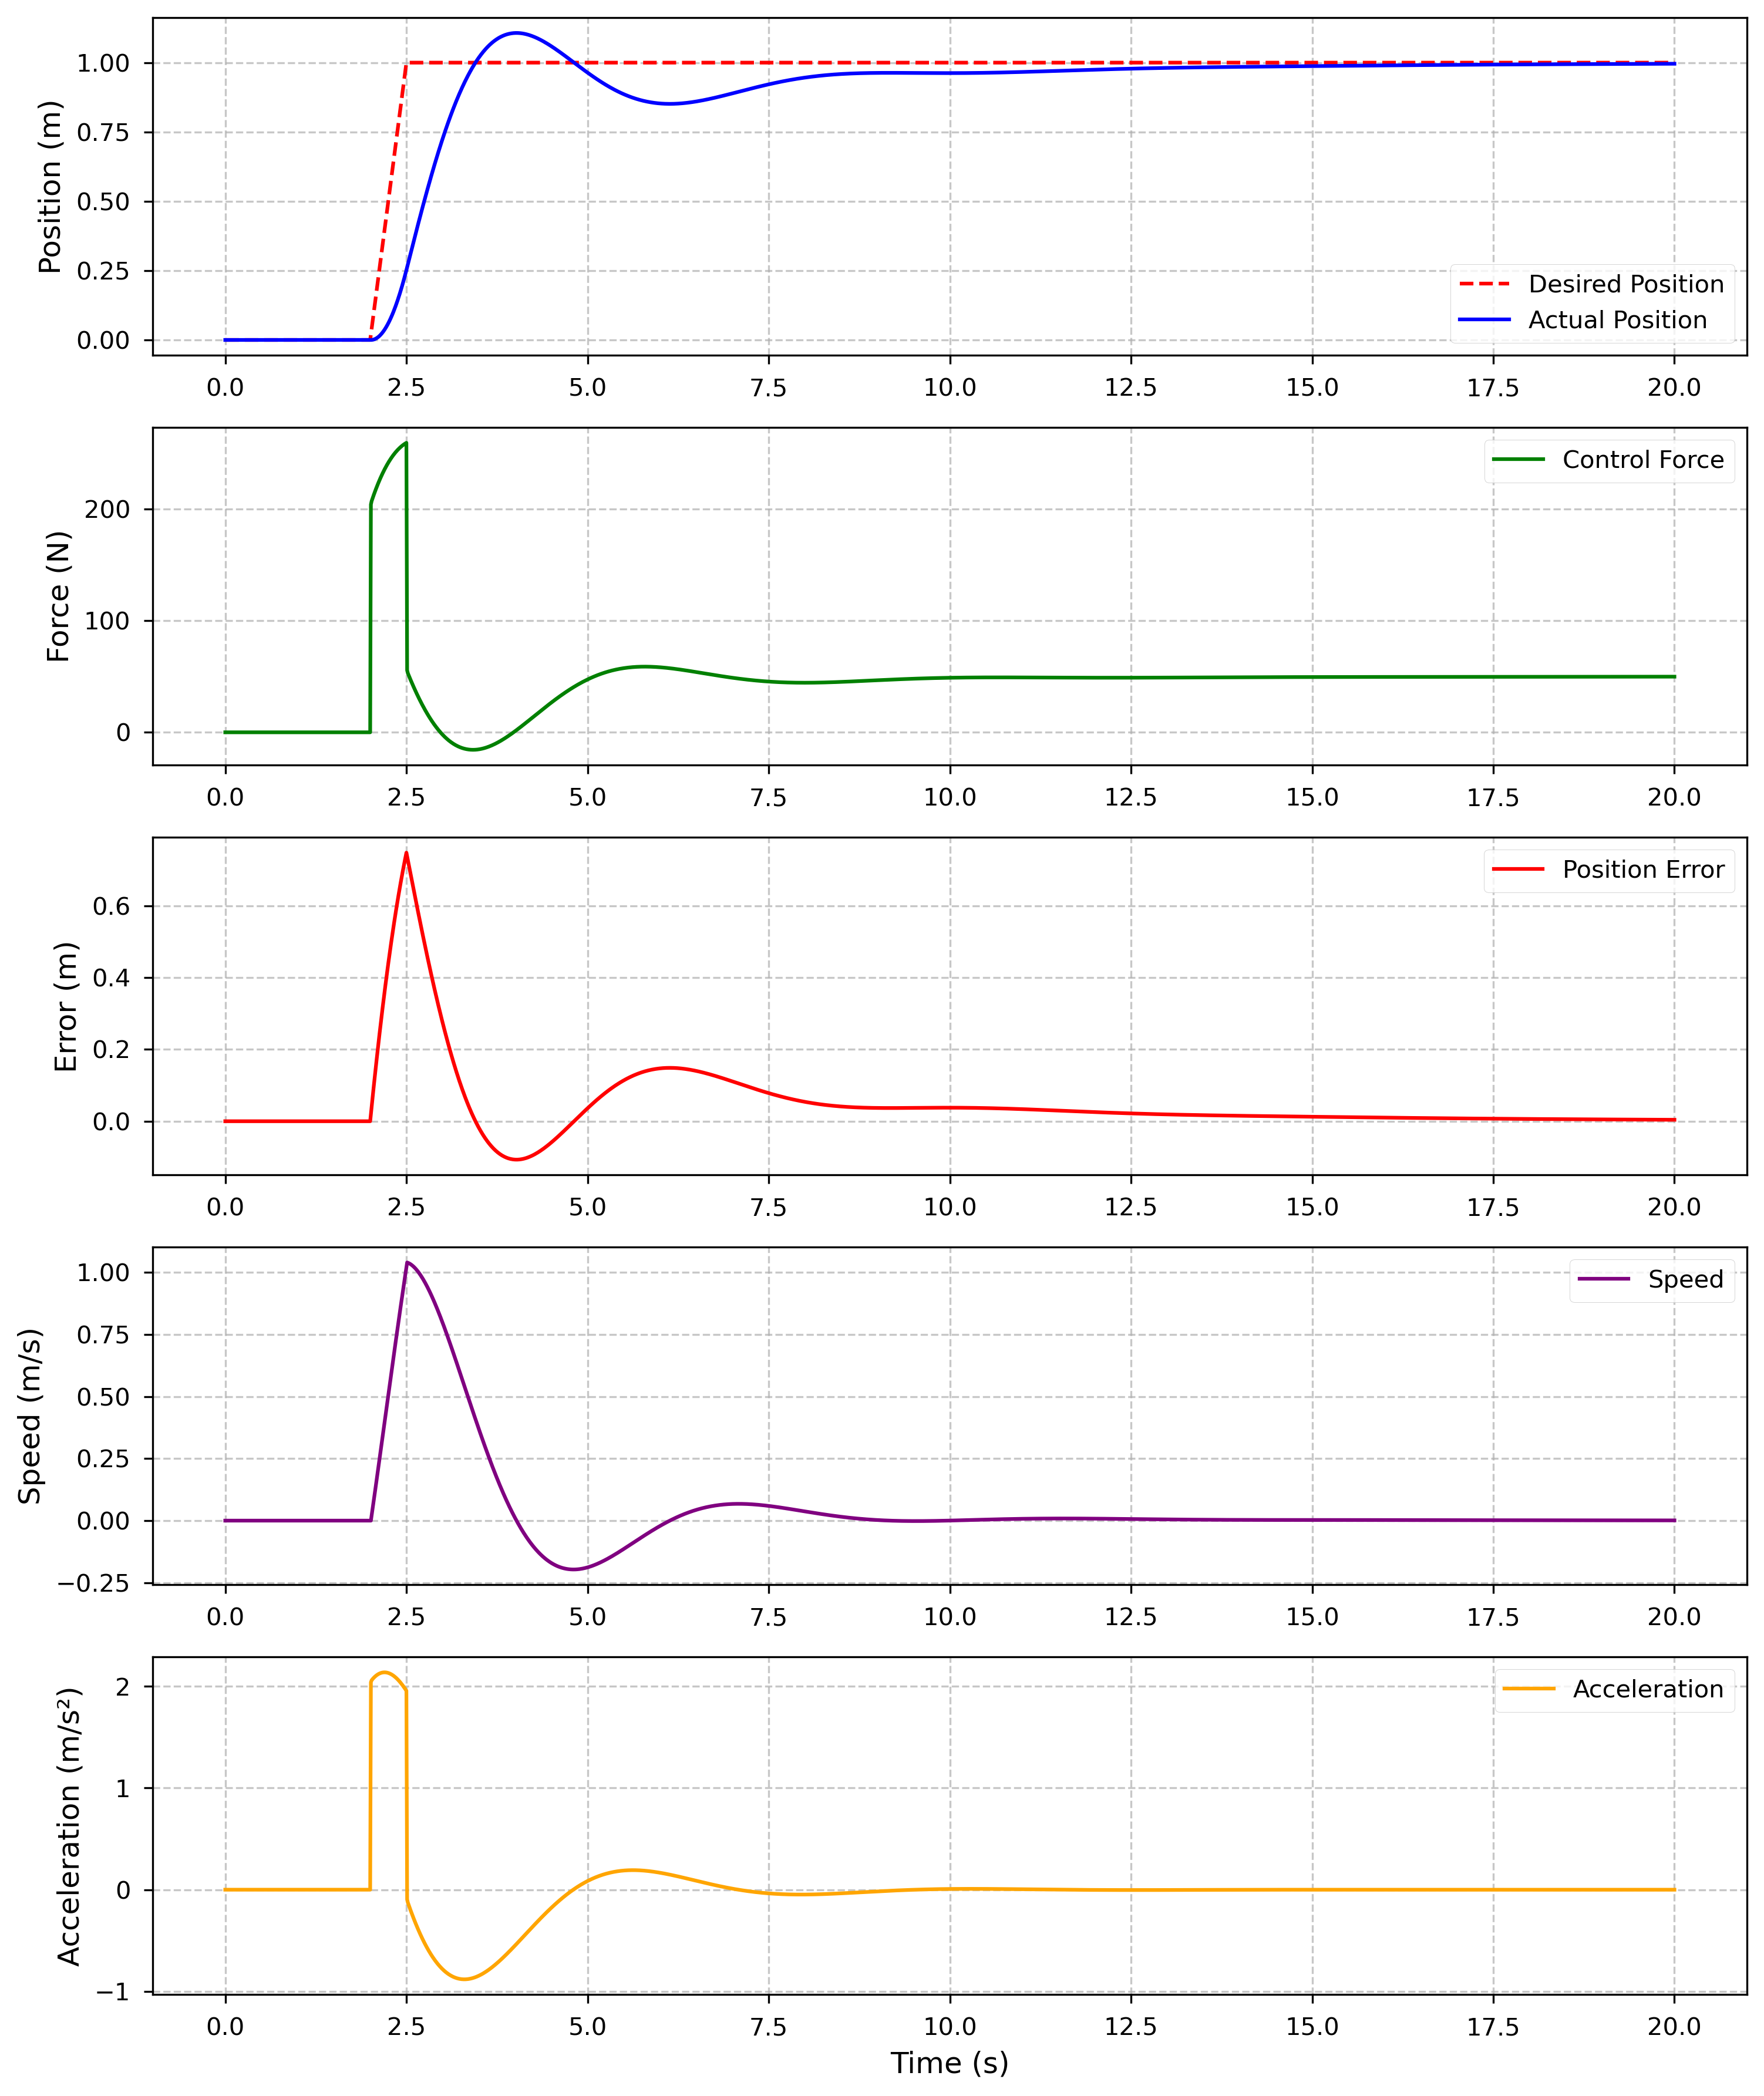 Position (m)
1.00
0.75
0.50
0.25
0.00
Desired Position
Actual Position
0.0 2.5 5.0 7.5 10.0 12.5 15.0 17.5 20.0
Force (N)
200
100
0
Control Force
0.0 2.5 5.0 7.5 10.0 12.5 15.0 17.5 20.0
Error (m)
0.6
0.4
0.2
0.0
Position Error
0.0 2.5 5.0 7.5 10.0 12.5 15.0 17.5 20.0
Speed (m/s)
1.00
0.75
0.50
0.25
0.00
−0.25
Speed
0.0 2.5 5.0 7.5 10.0 12.5 15.0 17.5 20.0
Acceleration (m/s²)
2
1
0
−1
Acceleration
0.0 2.5 5.0 7.5 10.0 12.5 15.0 17.5 20.0
Time (s)